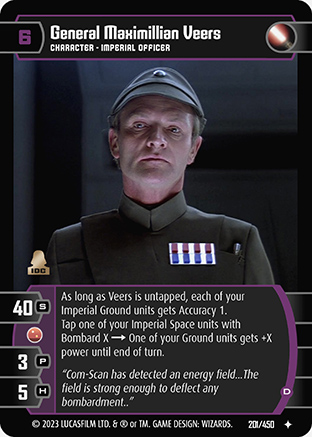 6
General Maximillian Veers
CHARACTER - IMPERIAL OFFICER
IDC
40 S
3 P
5 H
As long as Veers is untapped, each of your
Imperial Ground units gets Accuracy 1.
Tap one of your Imperial Space units with
Bombard X → One of your Ground units gets +X
power until end of turn.
"Com-Scan has detected an energy field...The
field is strong enough to deflect any
bombardment.."
D
© 2023 LUCASFILM LTD. & ® or TM. GAME DESIGN: WIZARDS.
201/450